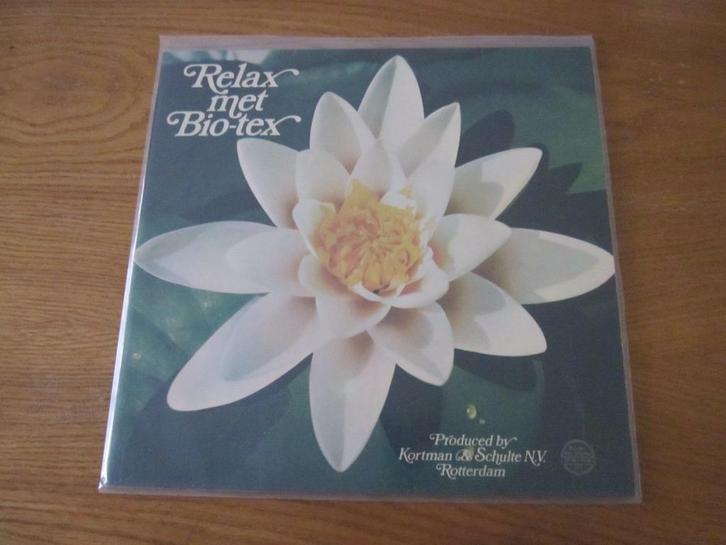 Relax
met
Bio-tex
Produced by
Kortman & Schulte N.V.
Rotterdam